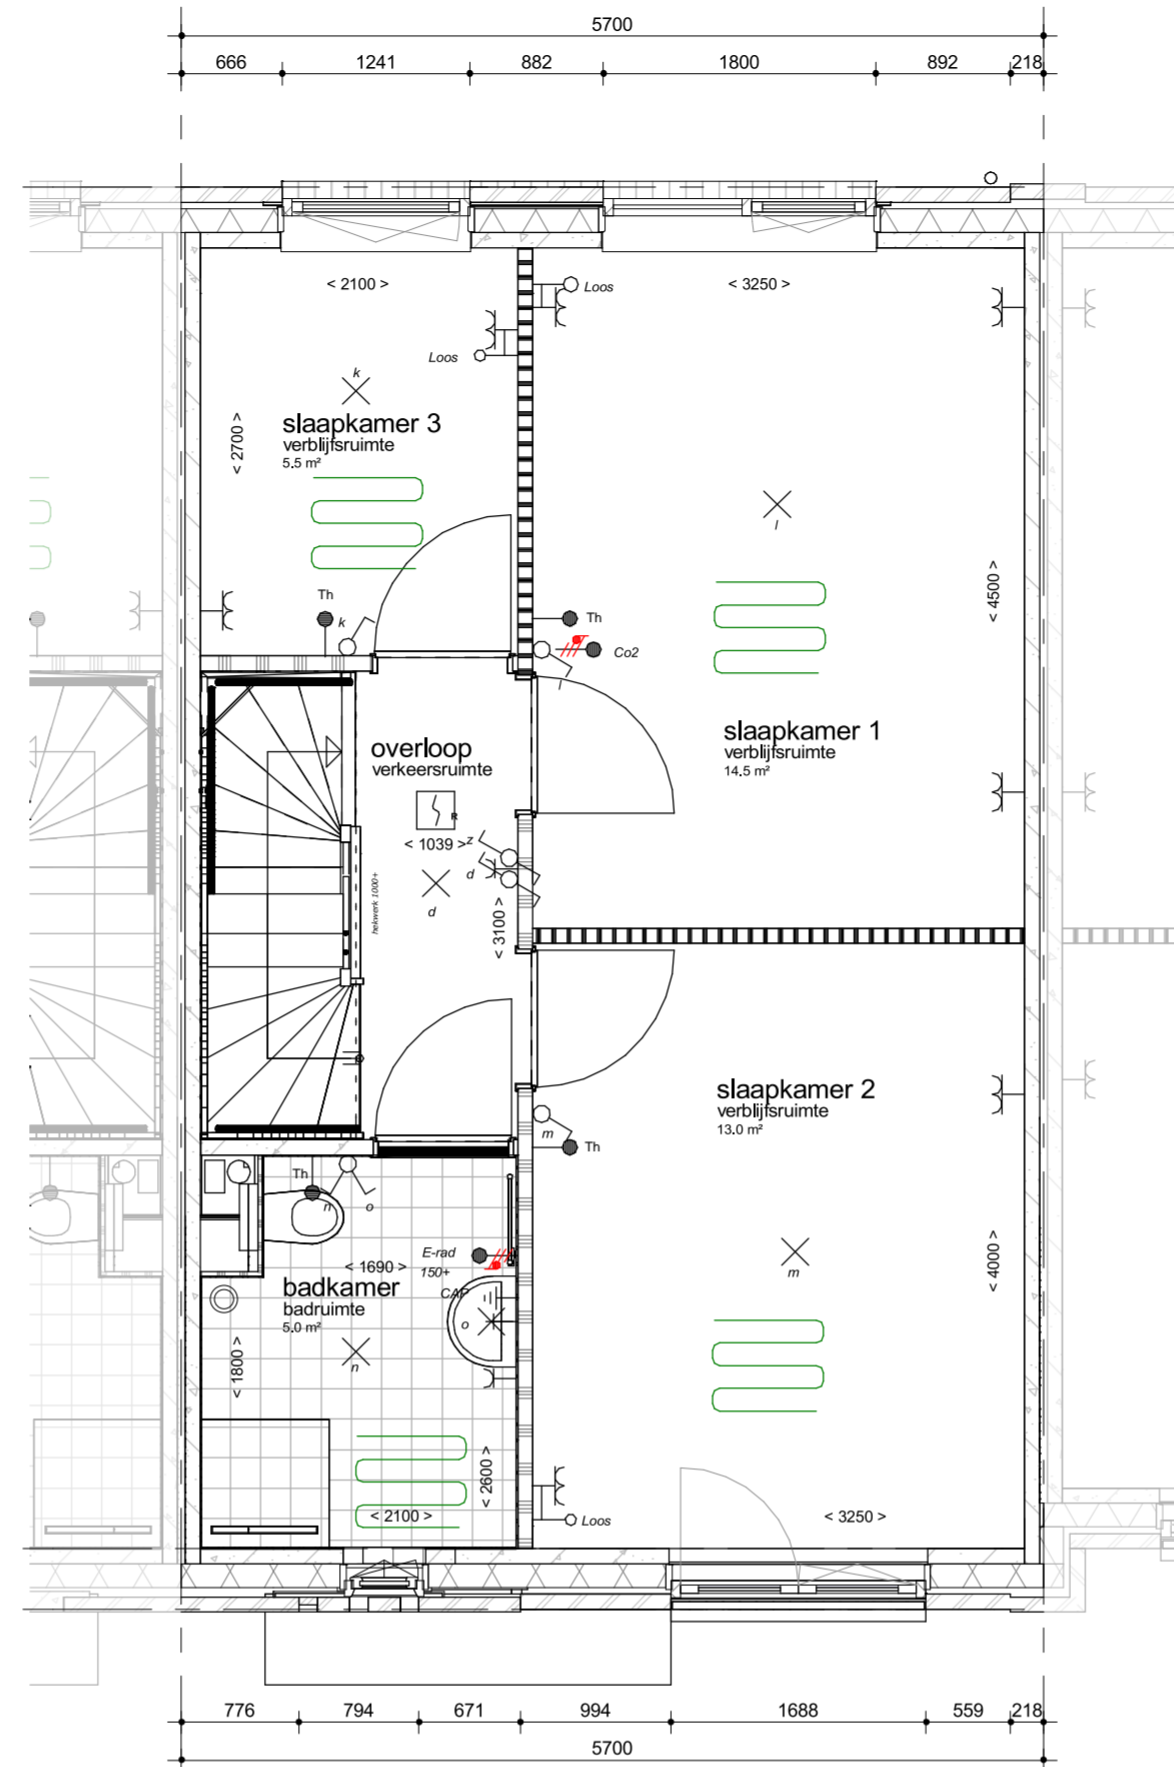 5700
666 1241 882 1800 892 218
< 2100 >
< 3250 >
Loos
Loos
k
slaapkamer 3
verblijfsruimte
5.5 m²
< 2700 >
l
< 4500 >
Th
k
Th
Co2
l
slaapkamer 1
verblijfsruimte
14.5 m²
overloop
verkeersruimte
R
< 1039 >
z
d
d
hekwerk 1000+
< 3100 >
slaapkamer 2
verblijfsruimte
13.0 m²
m
Th
Th
n
o
E-rad
150+
CAP
< 1690 >
badkamer
badruimte
5.0 m²
o
n
< 1800 >
m
< 4000 >
< 2600 >
< 2100 >
Loos
< 3250 >
776 794 671 994 1688 559 218
5700